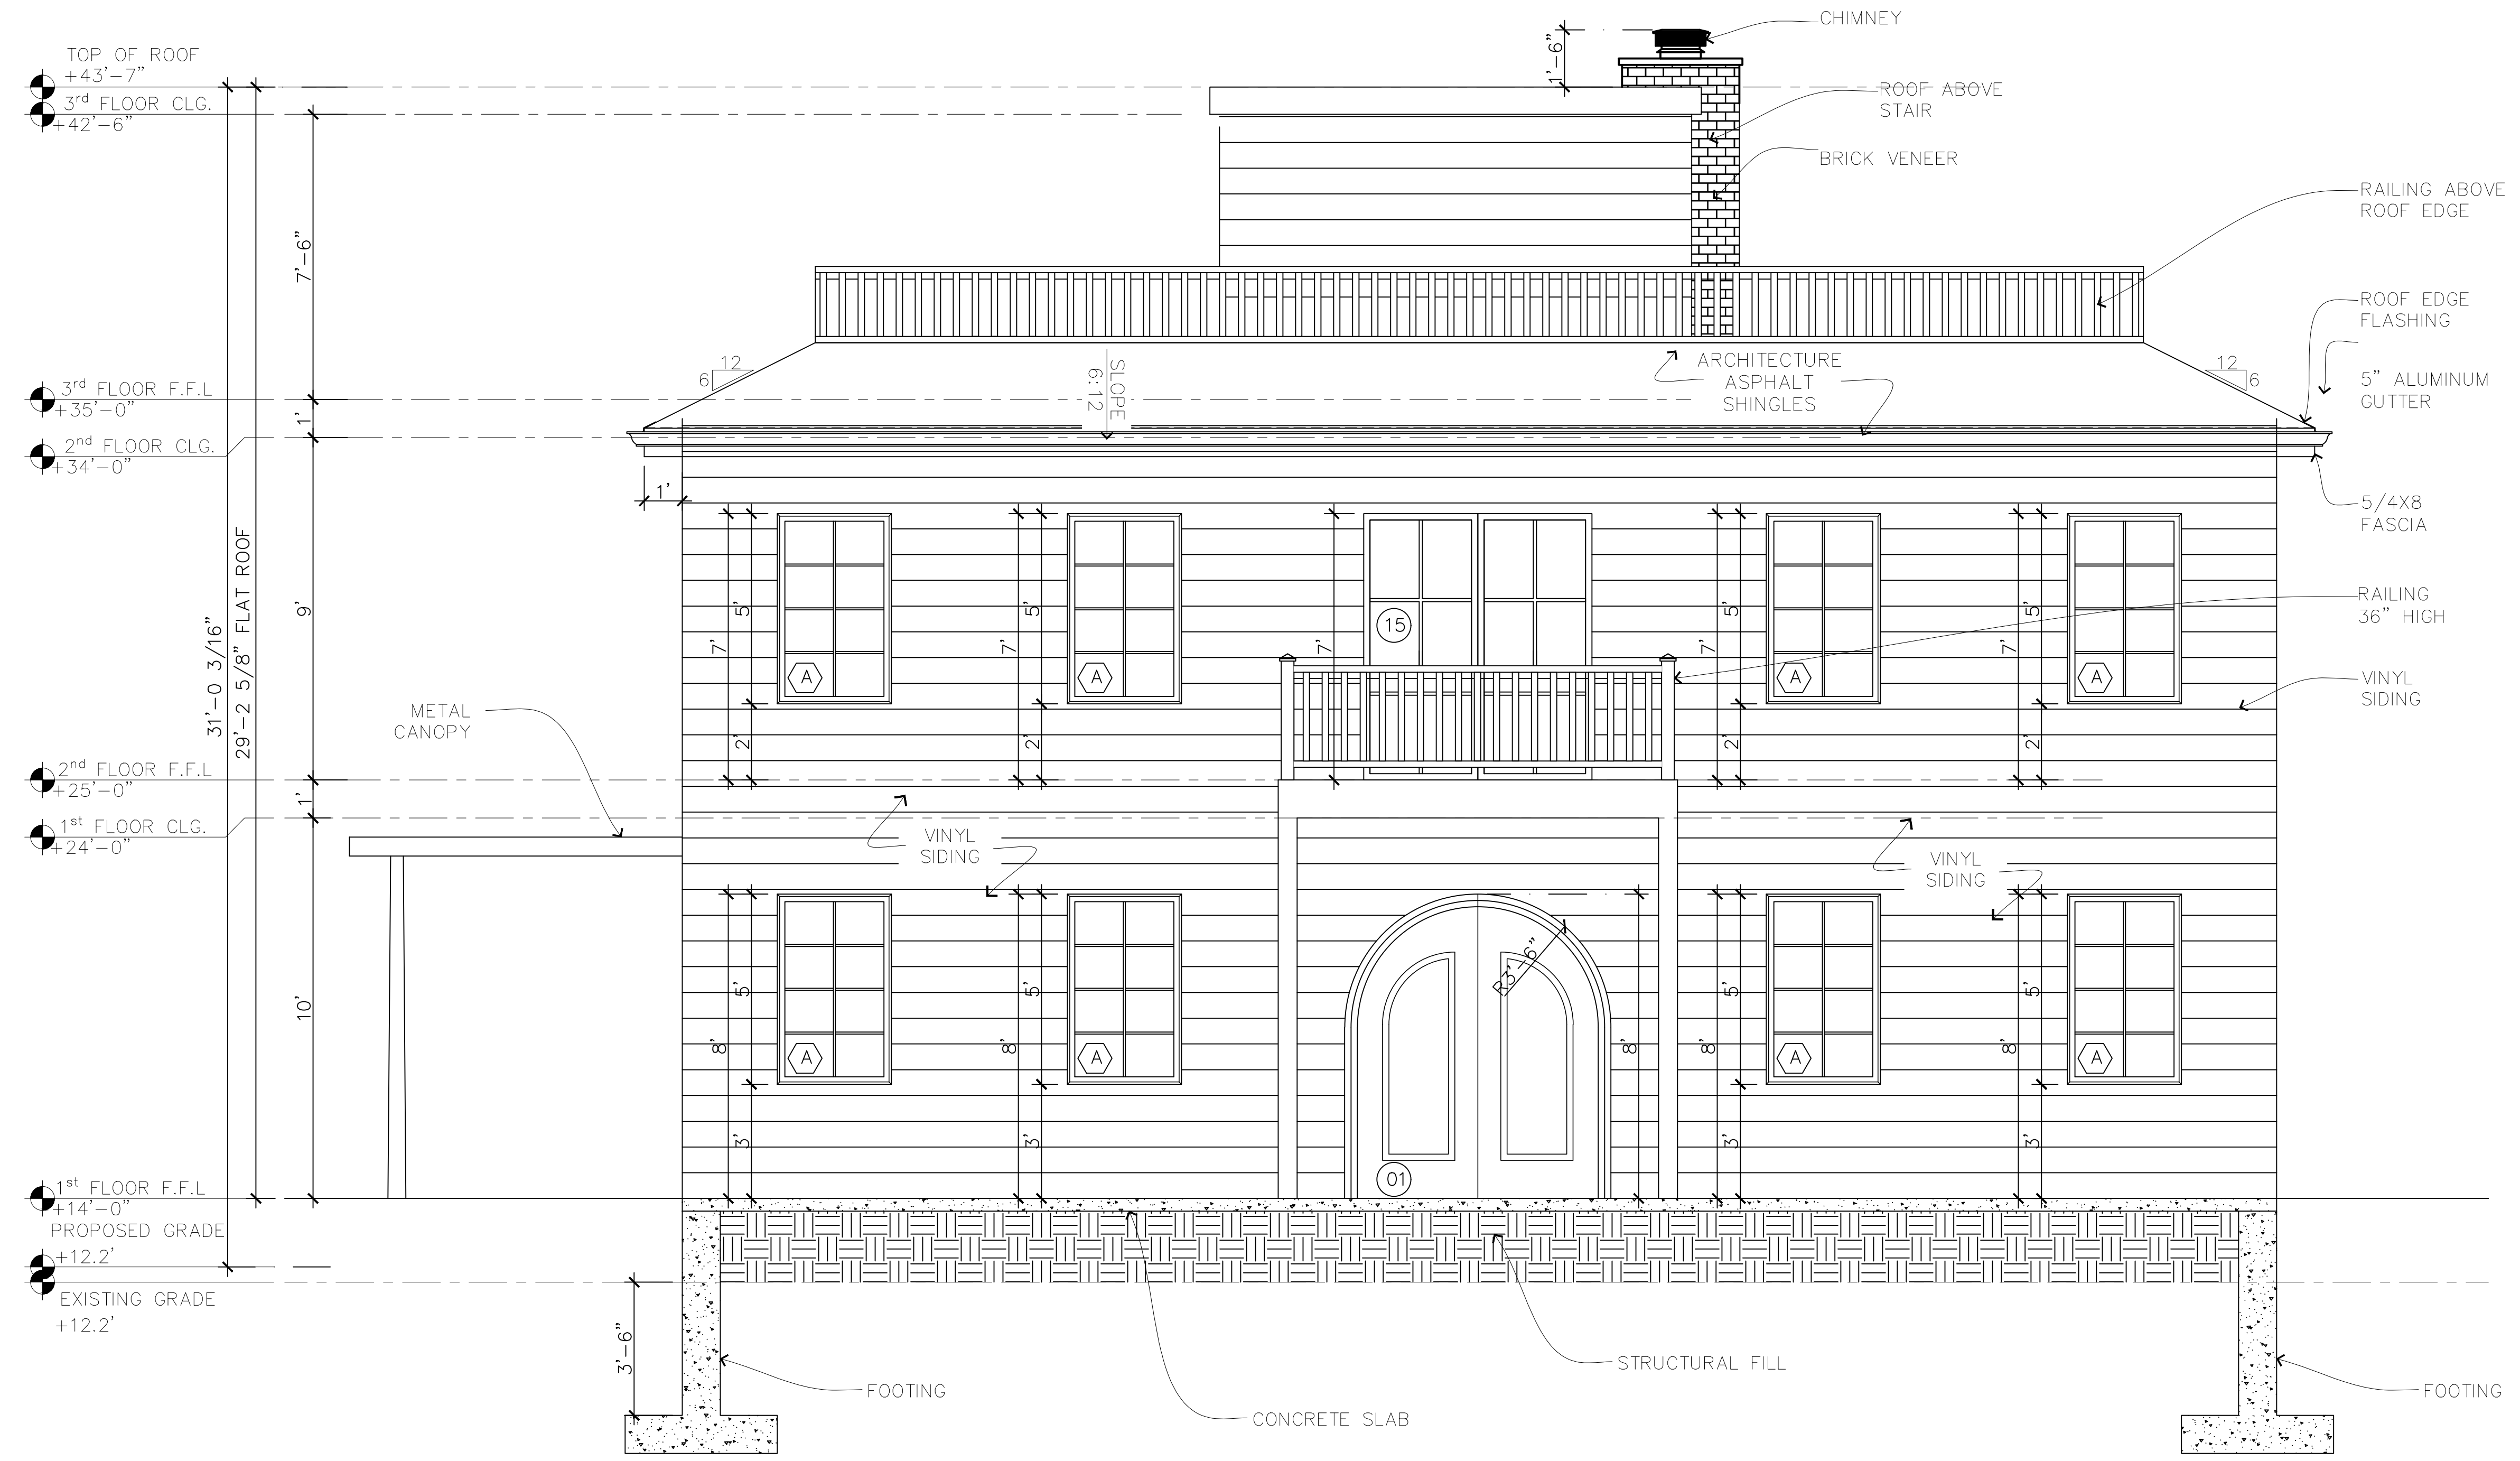 CHIMNEY
TOP OF ROOF
+43'-7"
1'-6"
3rd FLOOR CLG.
+42'-6"
ROOF ABOVE
STAIR
BRICK VENEER
RAILING ABOVE
ROOF EDGE
7'-6"
ROOF EDGE
FLASHING
12
6
SLOPE
6:12
ARCHITECTURE
ASPHALT
SHINGLES
12
6
5" ALUMINUM
GUTTER
3rd FLOOR F.F.L
+35'-0"
1'
2nd FLOOR CLG.
+34'-0"
1'
5/4X8
FASCIA
31'-0 3/16"
29'-2 5/8" FLAT ROOF
9'
7'
5'
2'
A
7'
5'
2'
A
7'
15
7'
5'
2'
A
7'
5'
2'
A
RAILING
36" HIGH
VINYL
SIDING
METAL
CANOPY
2nd FLOOR F.F.L
+25'-0"
1'
1st FLOOR CLG.
+24'-0"
VINYL
SIDING
VINYL
SIDING
10'
8'
5'
3'
A
8'
5'
3'
A
R3'-6"
01
8'
8'
5'
3'
A
8'
5'
3'
A
1st FLOOR F.F.L
+14'-0"
PROPOSED GRADE
+12.2'
EXISTING GRADE
+12.2'
3'-6"
FOOTING
CONCRETE SLAB
STRUCTURAL FILL
FOOTING